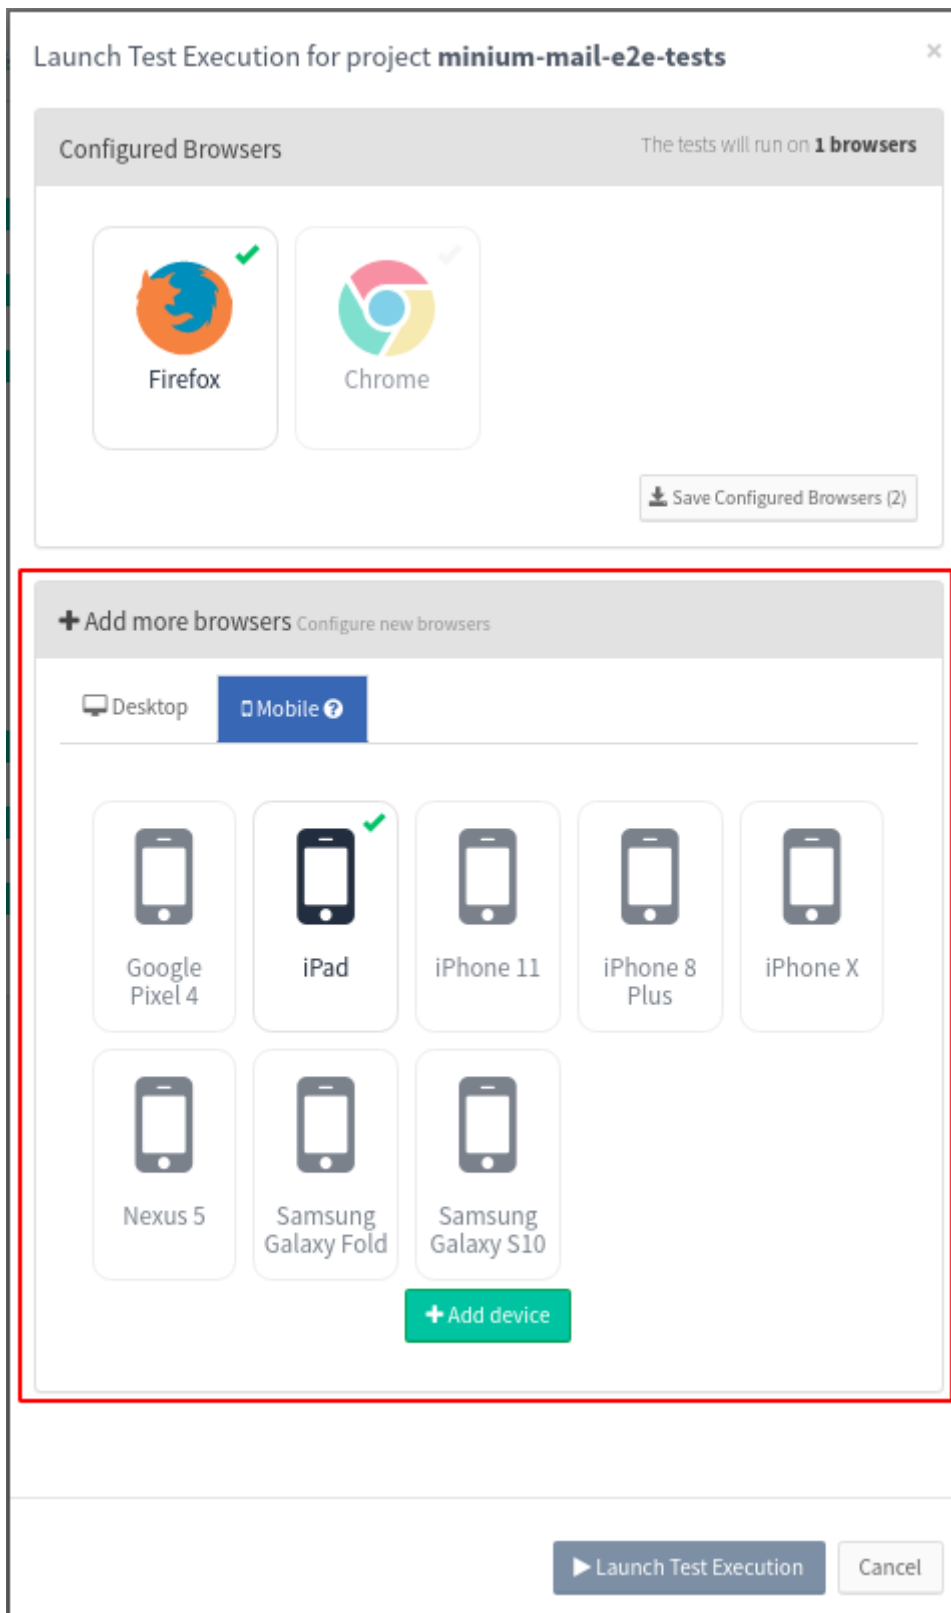 Launch Test Execution for project minium-mail-e2e-tests ×
Configured Browsers The tests will run on 1 browsers
Firefox Chrome
Save Configured Browsers (2)
Add more browsers Configure new browsers
Desktop Mobile ?
Google Pixel 4
iPad
iPhone 11
iPhone 8 Plus
iPhone X
Nexus 5
Samsung Galaxy Fold
Samsung Galaxy S10
Add device
Launch Test Execution Cancel